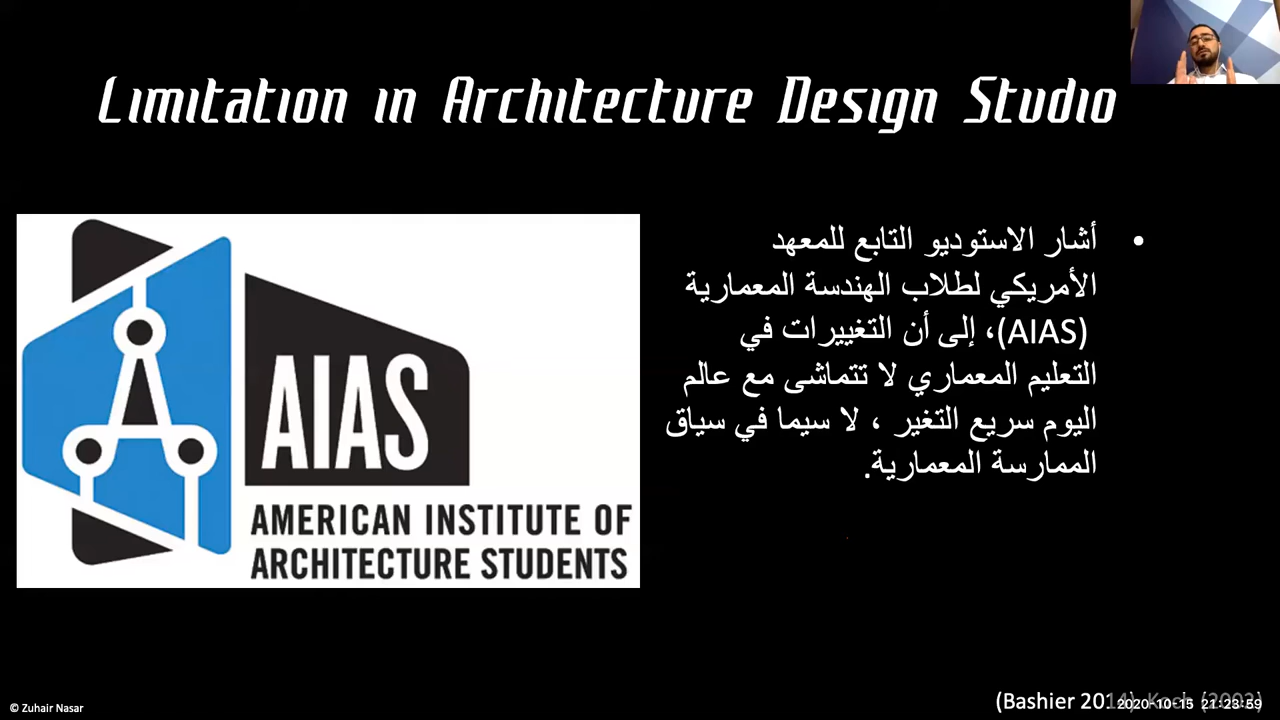 Limitation in Architecture Design Studio
أشار الاستوديو التابع للمعهد
الأمريكي لطلاب الهندسة المعمارية
(AIAS)، إلى أن التغييرات في
التعليم المعماري لا تتماشى مع عالم
اليوم سريع التغير ، لا سيما في سياق
الممارسة المعمارية.
AIAS
AMERICAN INSTITUTE OF
ARCHITECTURE STUDENTS
(Bashier 2014) (2003)
2020-10-15 21:23:59
© Zuhair Nasar